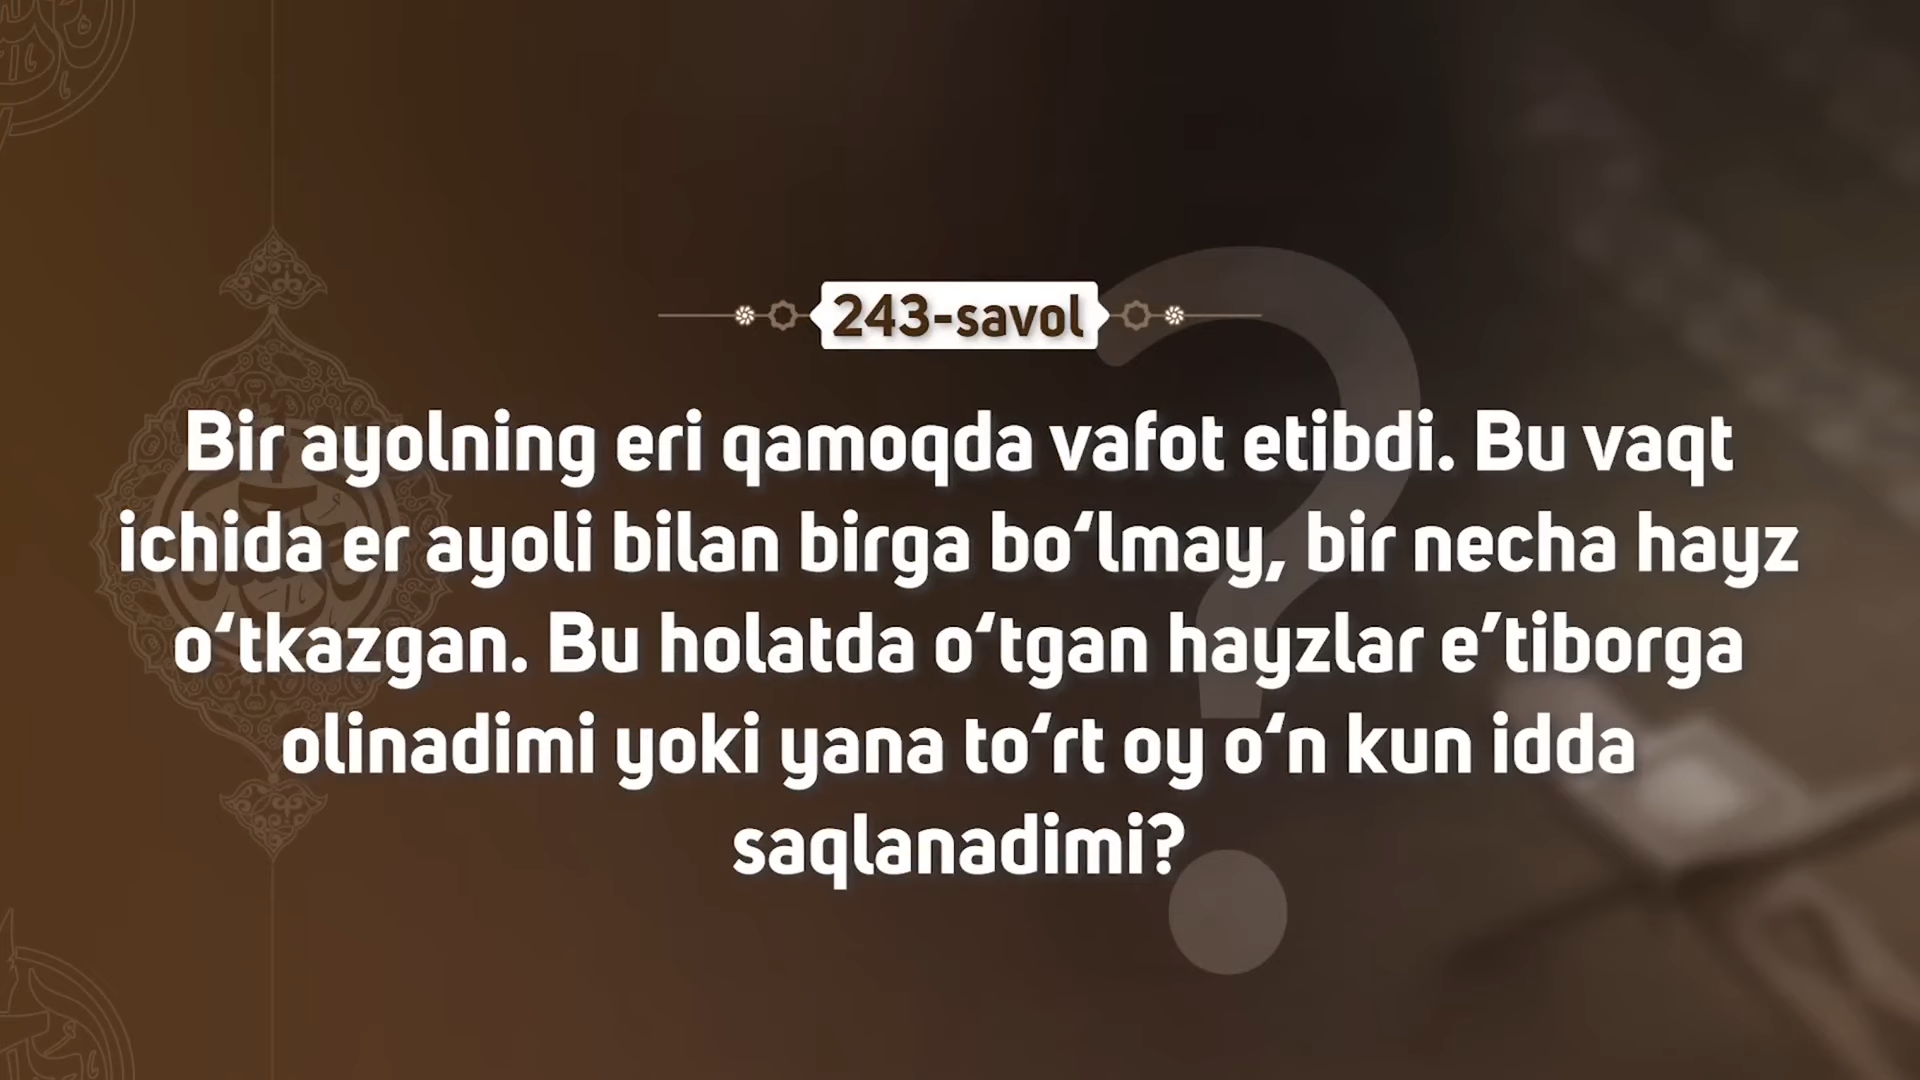 243-savol
Bir ayolning eri qamoqda vafot etibdi. Bu vaqt
ichida er ayoli bilan birga bo‘lmay, bir necha hayz
o‘tkazgan. Bu holatda o‘tgan hayzlar e’tiborga
olinadimi yoki yana to‘rt oy o‘n kun idda
saqlanadimi?